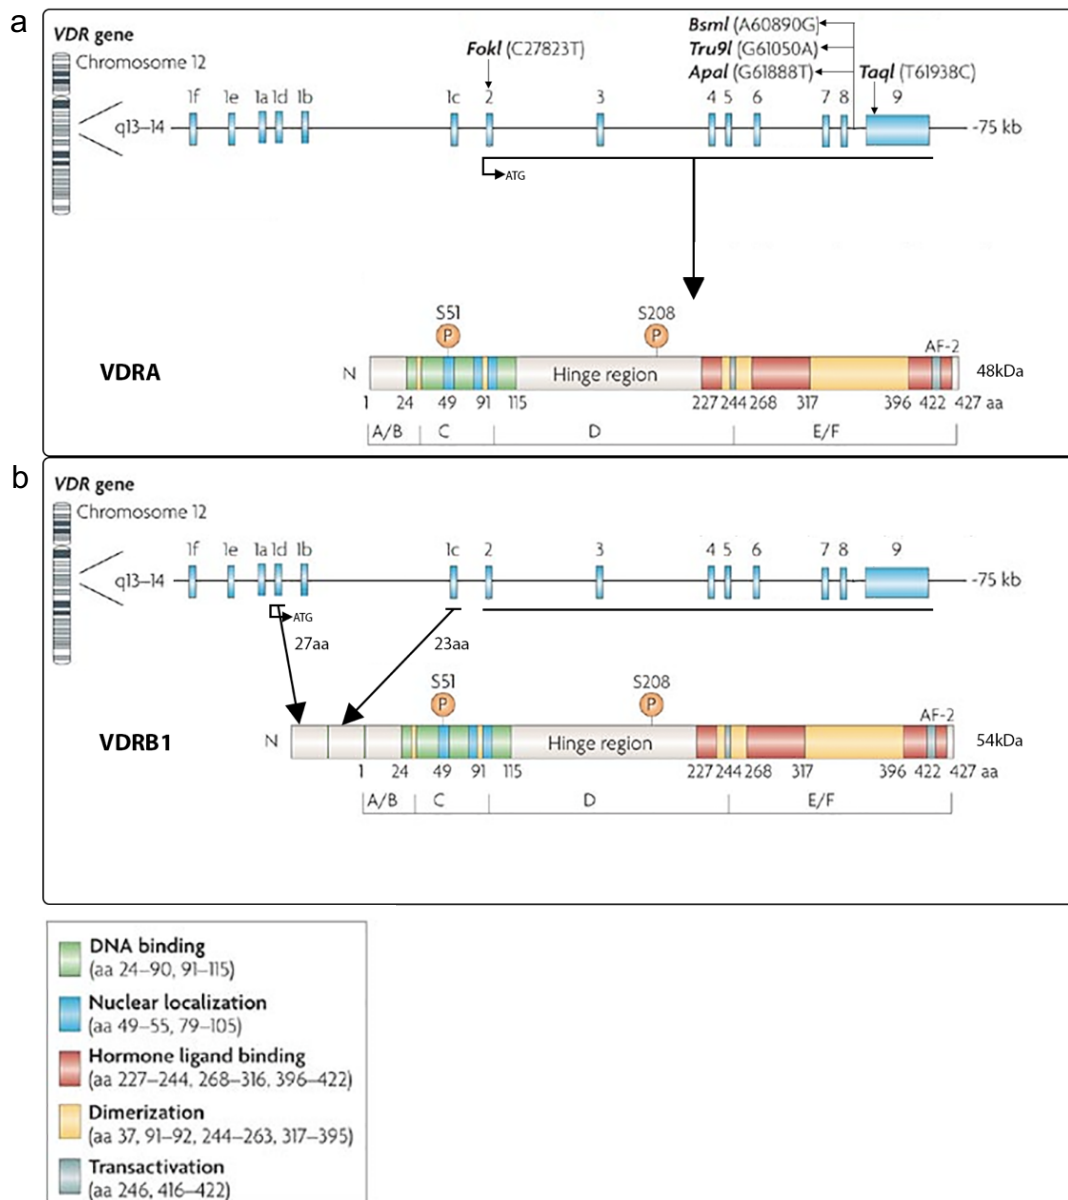 a
VDR gene
Chromosome 12
FokI (C27823T)
BsmI (A60890G)
Tru9I (G61050A)
ApaI (G61888T)
TaqI (T61938C)
1f 1e 1a 1d 1b 1c 2 3 4 5 6 7 8 9
q13–14
-75 kb
ATG
S51
P
S208
P
AF-2
VDRA
N
Hinge region
48kDa
1 24 49 91 115 227 244 268 317 396 422 427 aa
A/B C D E/F
b
VDR gene
Chromosome 12
1f 1e 1a 1d 1b 1c 2 3 4 5 6 7 8 9
q13–14
-75 kb
ATG
27aa
23aa
S51
P
S208
P
AF-2
VDRB1
N
Hinge region
54kDa
1 24 49 91 115 227 244 268 317 396 422 427 aa
A/B C D E/F
DNA binding
(aa 24–90, 91–115)
Nuclear localization
(aa 49–55, 79–105)
Hormone ligand binding
(aa 227–244, 268–316, 396–422)
Dimerization
(aa 37, 91–92, 244–263, 317–395)
Transactivation
(aa 246, 416–422)